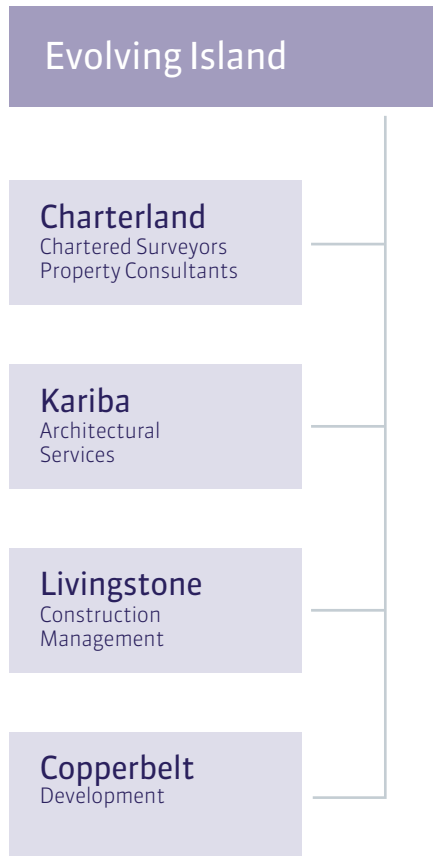 Evolving Island
Charterland
Chartered Surveyors
Property Consultants
Kariba
Architectural
Services
Livingstone
Construction
Management
Copperbelt
Development